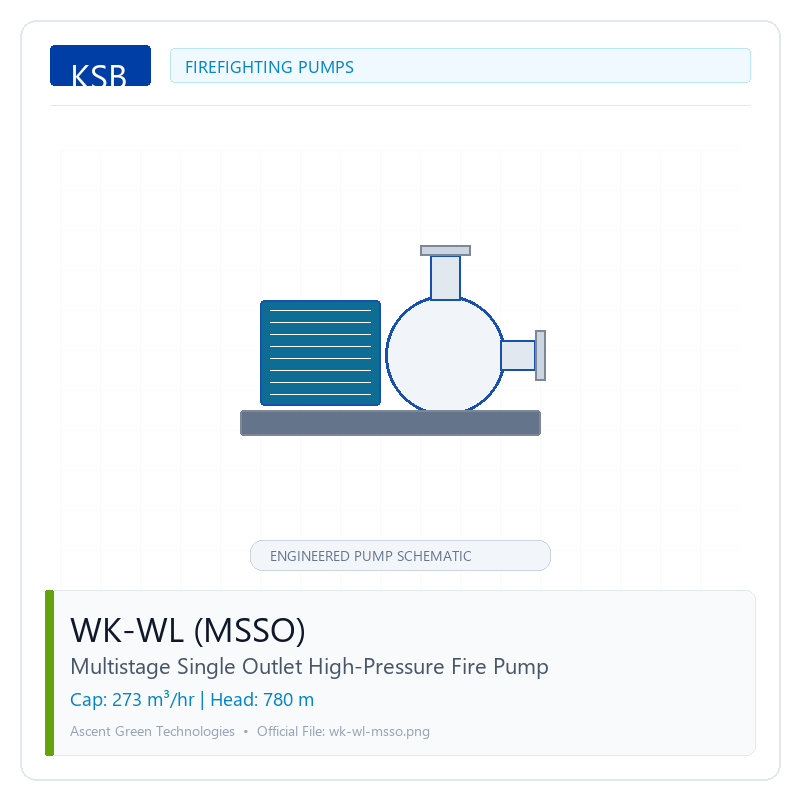 KSB
FIREFIGHTING PUMPS
ENGINEERED PUMP SCHEMATIC
WK-WL (MSSO)
Multistage Single Outlet High-Pressure Fire Pump
Cap: 273 m³/hr | Head: 780 m
Ascent Green Technologies • Official File: wk-wl-msso.png